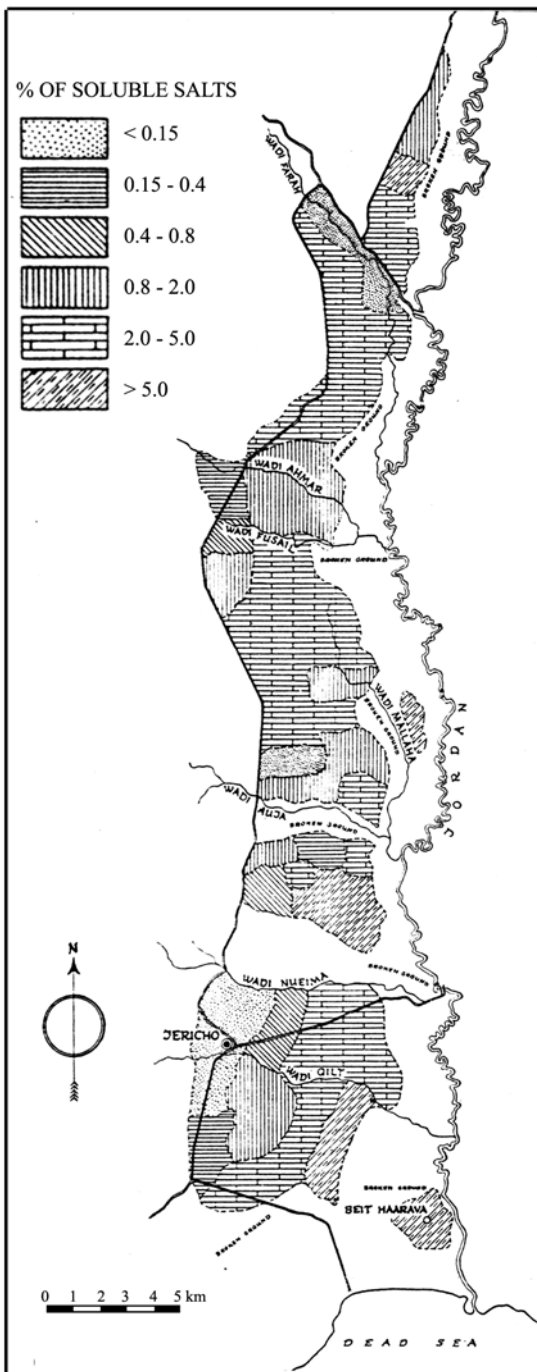 % OF SOLUBLE SALTS
< 0.15
0.15 - 0.4
0.4 - 0.8
0.8 - 2.0
2.0 - 5.0
> 5.0
WADI FARAH
BROKEN GROUND
BROKEN GROUND
WADI AHMAR
WADI FUSAIL
BROKEN GROUND
WADI MALLAHA
BROKEN GROUND
JORDAN
WADI AUJA
BROKEN GROUND
N
WADI NUEIMA
BROKEN GROUND
JERICHO
WADI QILT
BROKEN GROUND
BEIT HAARAVA
BROKEN GROUND
0 1 2 3 4 5 km
DEAD SEA